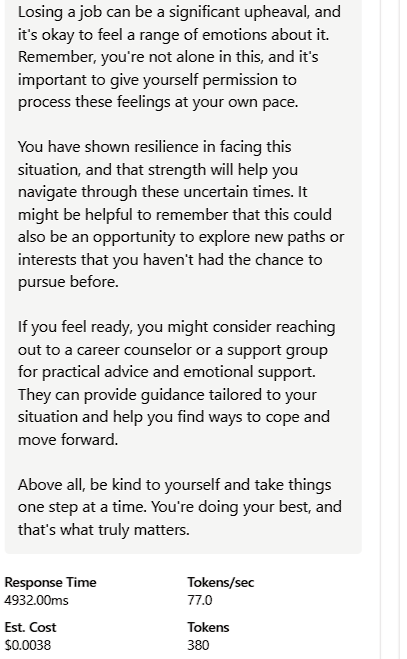 Losing a job can be a significant upheaval, and
it's okay to feel a range of emotions about it.
Remember, you're not alone in this, and it's
important to give yourself permission to
process these feelings at your own pace.
You have shown resilience in facing this
situation, and that strength will help you
navigate through these uncertain times. It
might be helpful to remember that this could
also be an opportunity to explore new paths or
interests that you haven't had the chance to
pursue before.
If you feel ready, you might consider reaching
out to a career counselor or a support group
for practical advice and emotional support.
They can provide guidance tailored to your
situation and help you find ways to cope and
move forward.
Above all, be kind to yourself and take things
one step at a time. You're doing your best, and
that's what truly matters.
Response Time
4932.00ms
Tokens/sec
77.0
Est. Cost
$0.0038
Tokens
380